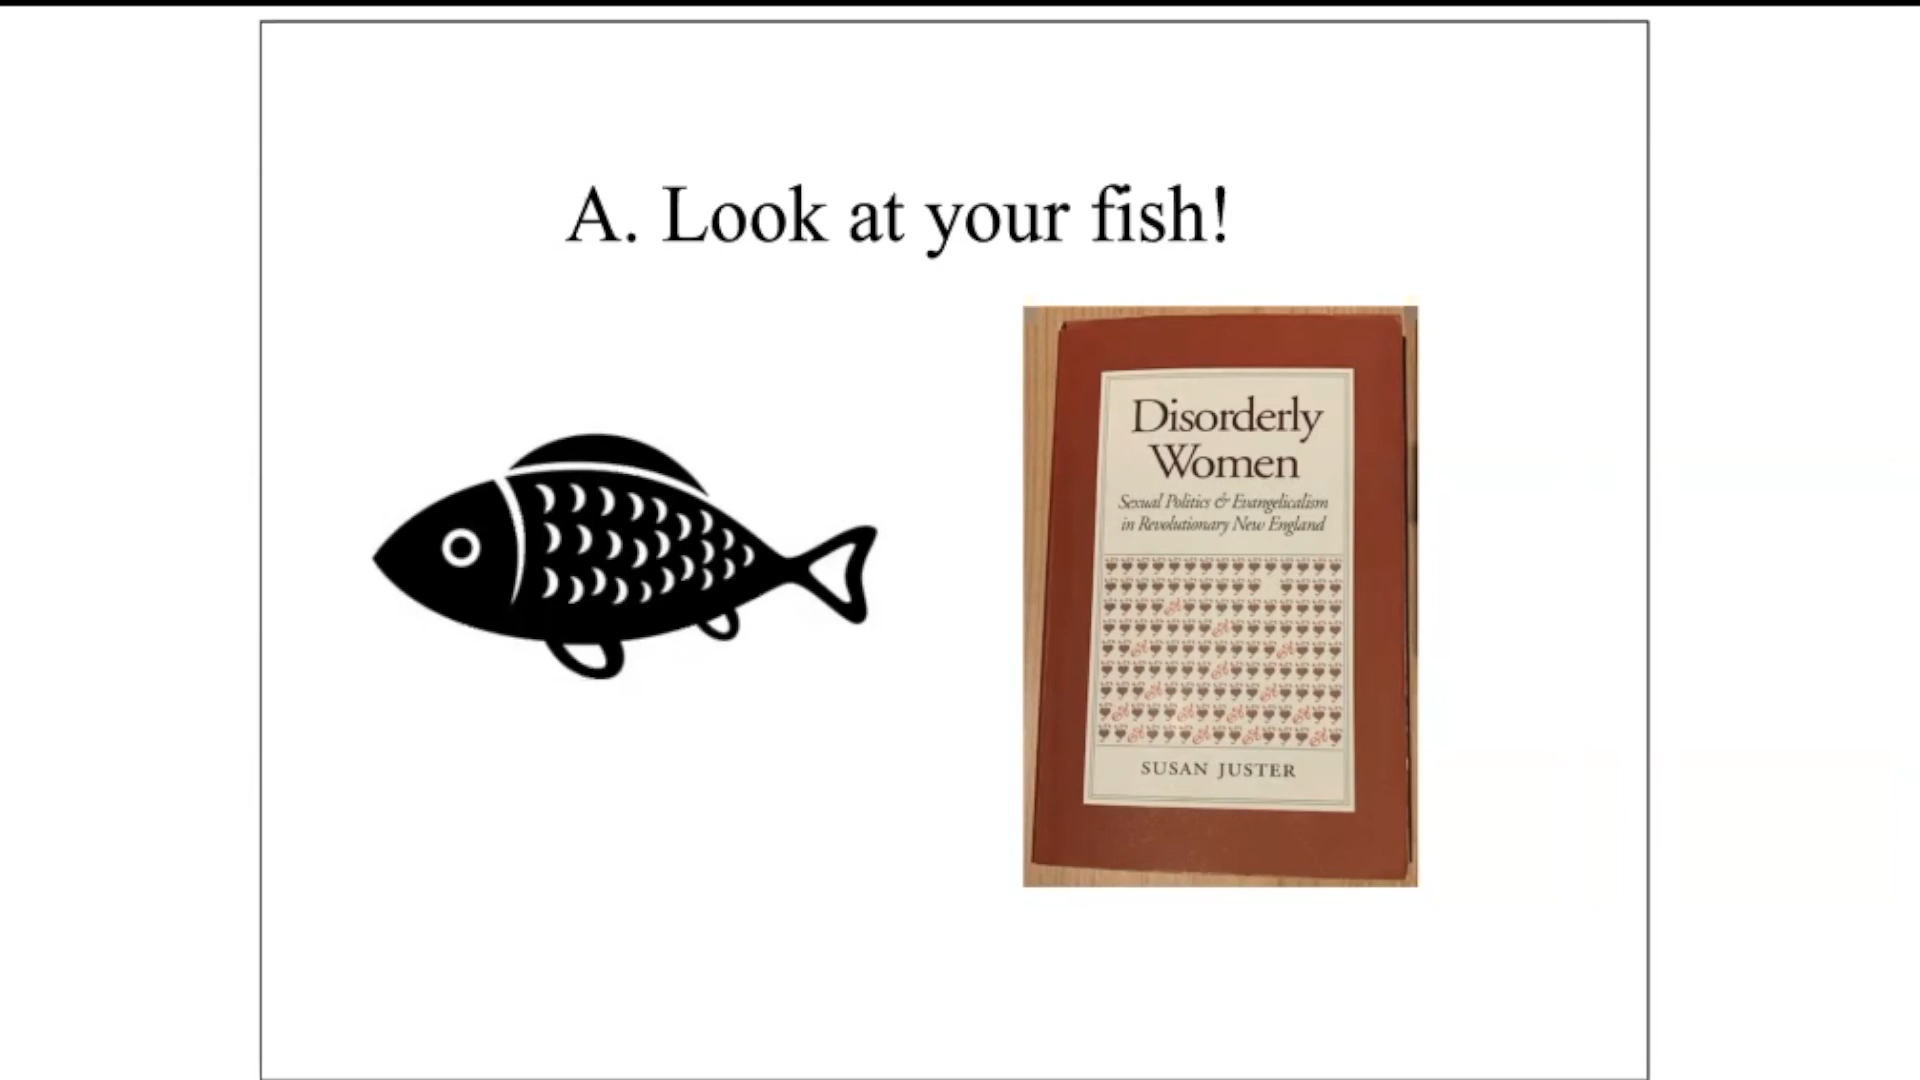 A. Look at your fish!
Disorderly
Women
Sexual Politics & Evangelicalism
in Revolutionary New England
SUSAN JUSTER